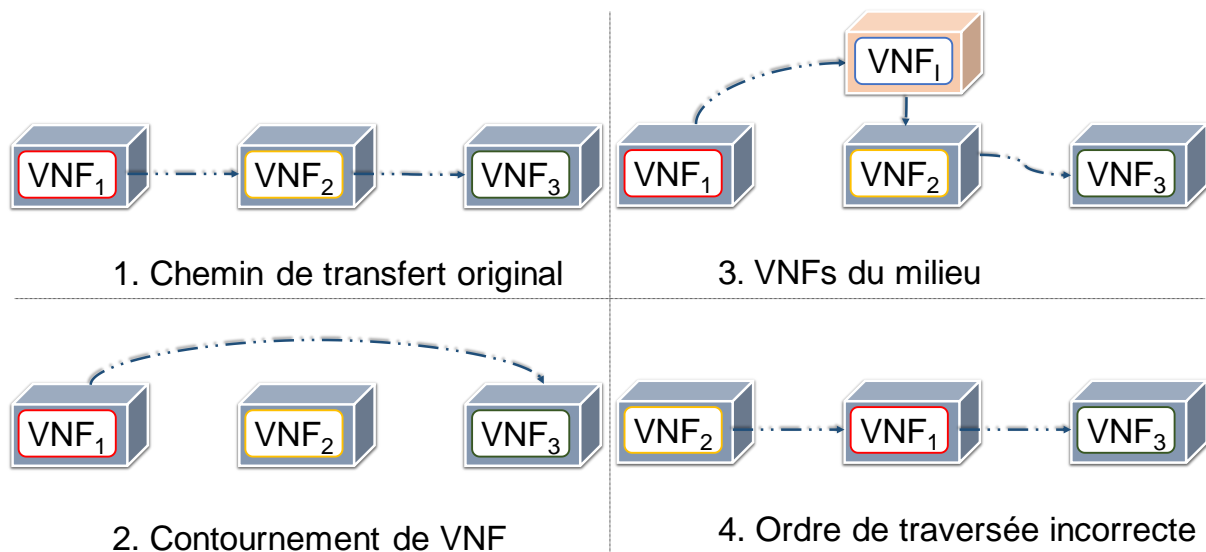 VNF1 VNF2 VNF3
1. Chemin de transfert original
VNFI
VNF1 VNF2 VNF3
3. VNFs du milieu
VNF1 VNF2 VNF3
2. Contournement de VNF
VNF2 VNF1 VNF3
4. Ordre de traversée incorrecte